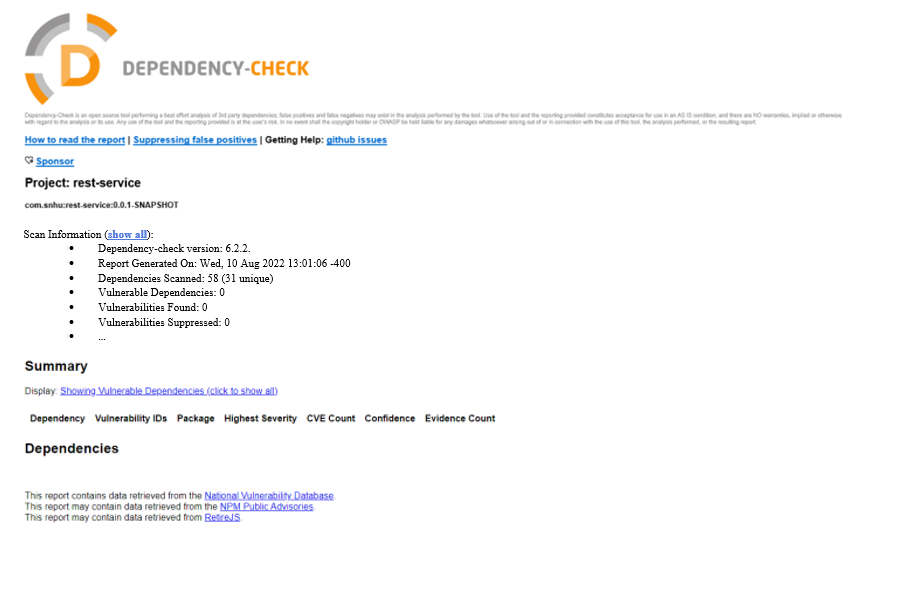 D
DEPENDENCY-CHECK
Dependency-Check is an open source tool performing a best effort analysis of 3rd party dependencies; false positives and false negatives may exist in the analysis performed by the tool. Use of the tool and the reporting provided constitutes acceptance for use in an AS IS condition, and there are NO warranties, implied or otherwise
with regard to the analysis or its use. Any use of the tool and the reporting provided is at the user's risk. In no event shall the copyright holder or OWASP be held liable for any damages whatsoever arising out of or in connection with the use of this tool, the analysis performed, or the resulting report.
How to read the report | Suppressing false positives | Getting Help: github issues
Sponsor
Project: rest-service
com.snhu:rest-service:0.0.1-SNAPSHOT
Scan Information (show all):
• Dependency-check version: 6.2.2.
• Report Generated On: Wed, 10 Aug 2022 13:01:06 -400
• Dependencies Scanned: 58 (31 unique)
• Vulnerable Dependencies: 0
• Vulnerabilities Found: 0
• Vulnerabilities Suppressed: 0
• ...
Summary
Display: Showing Vulnerable Dependencies (click to show all)
Dependency Vulnerability IDs Package Highest Severity CVE Count Confidence Evidence Count
Dependencies
This report contains data retrieved from the National Vulnerability Database.
This report may contain data retrieved from the NPM Public Advisories.
This report may contain data retrieved from RetireJS.